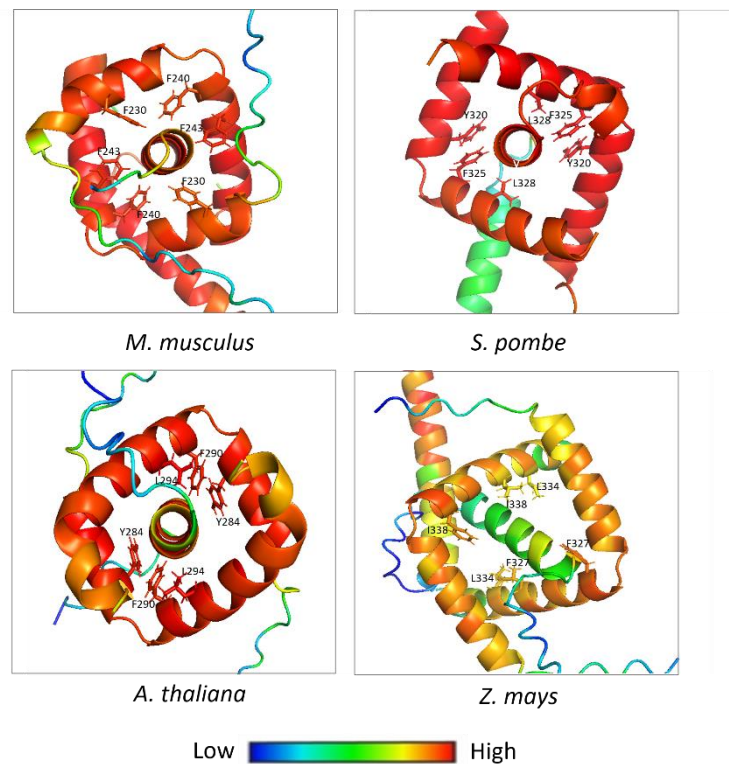 F240
F230
F243
F243
F230
F240
M. musculus
F325
L328
Y320
Y320
F325
L328
S. pombe
F290
L294
Y284
Y284
L294
F290
A. thaliana
L334
I338
I338
F327
F327
L334
Z. mays
Low High